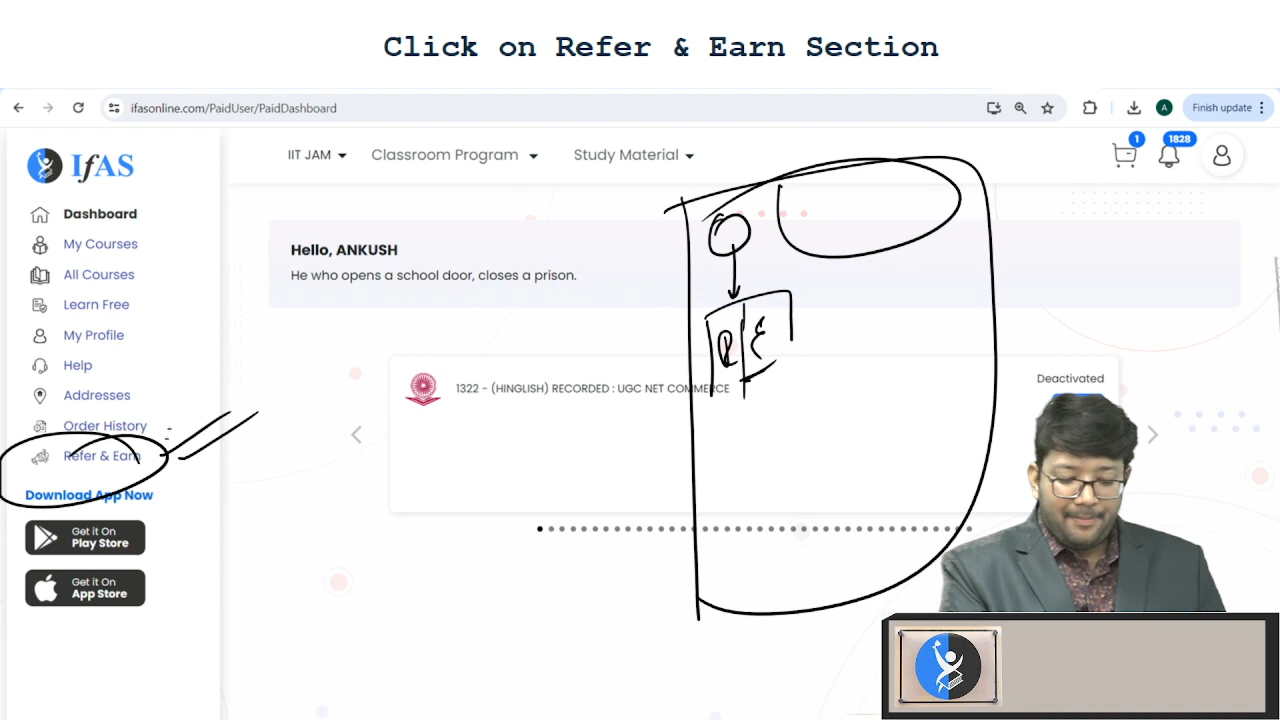 Click on Refer & Earn Section
ifasonline.com/PaidUser/PaidDashboard
A
Finish update
IfAS
IIT JAM
Classroom Program
Study Material
1
1828
Dashboard
My Courses
All Courses
Learn Free
My Profile
Help
Addresses
Order History
Refer & Earn
Download App Now
Get it On
Play Store
Get it On
App Store
Hello, ANKUSH
He who opens a school door, closes a prison.
R E
1322 - (HINGLISH) RECORDED : UGC NET COMMERCE
Deactivated